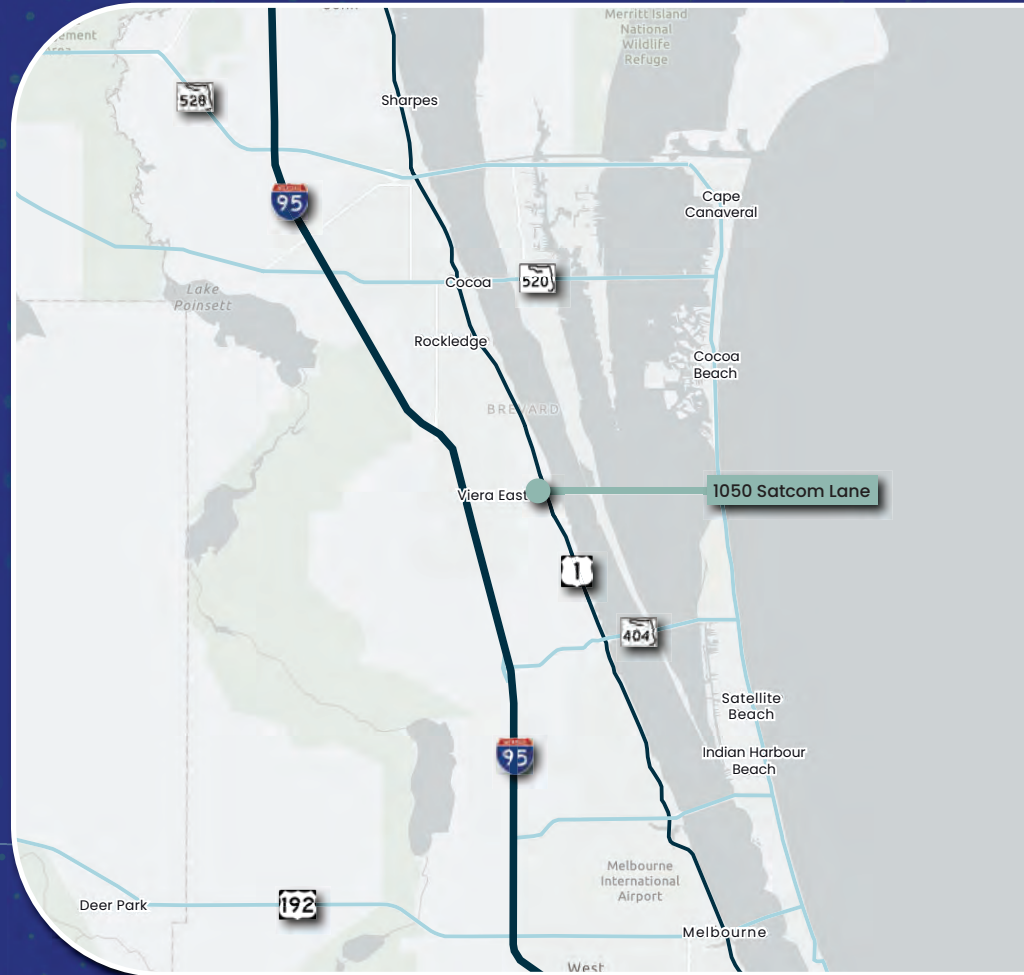 ement
Area
Merritt Island
National
Wildlife
Refuge
528
Sharpes
95
Cape
Canaveral
Lake
Poinsett
Cocoa
520
Rockledge
Cocoa
Beach
BREVARD
Viera East
1050 Satcom Lane
1
404
Satellite
Beach
95
Indian Harbour
Beach
Melbourne
International
Airport
Deer Park
192
Melbourne
West